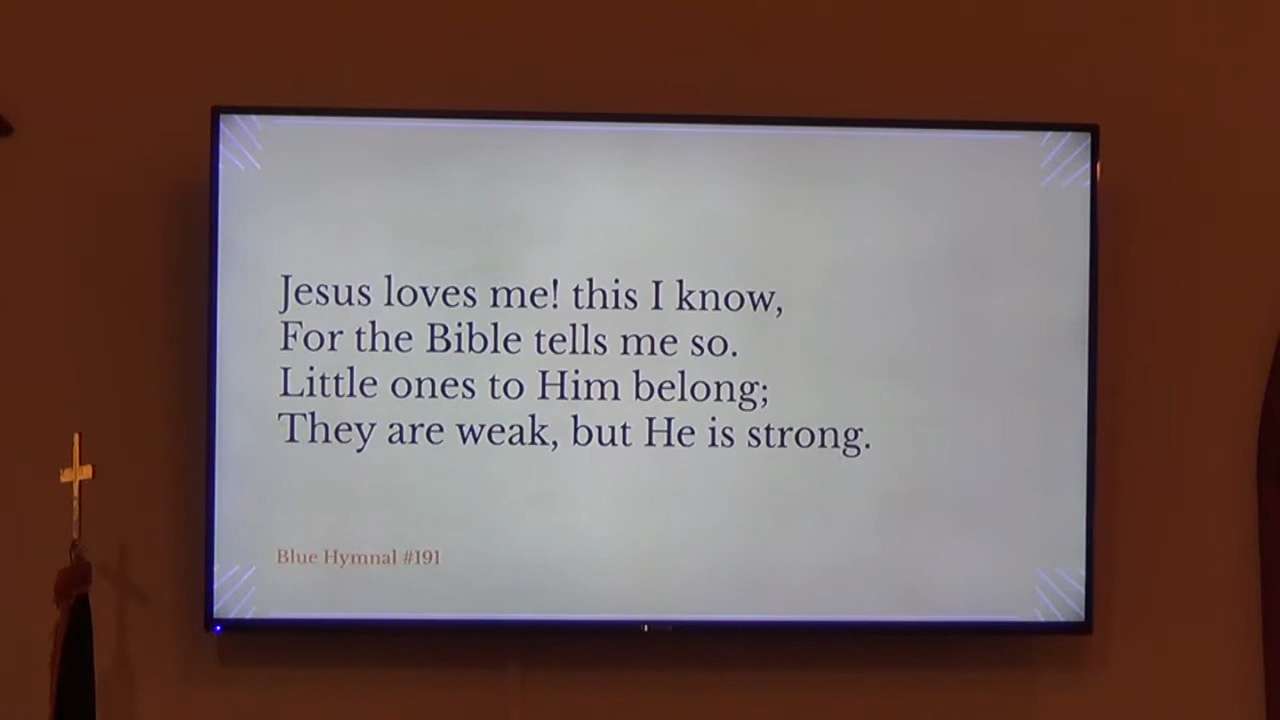 Jesus loves me! this I know,
For the Bible tells me so.
Little ones to Him belong;
They are weak, but He is strong.
Blue Hymnal #191